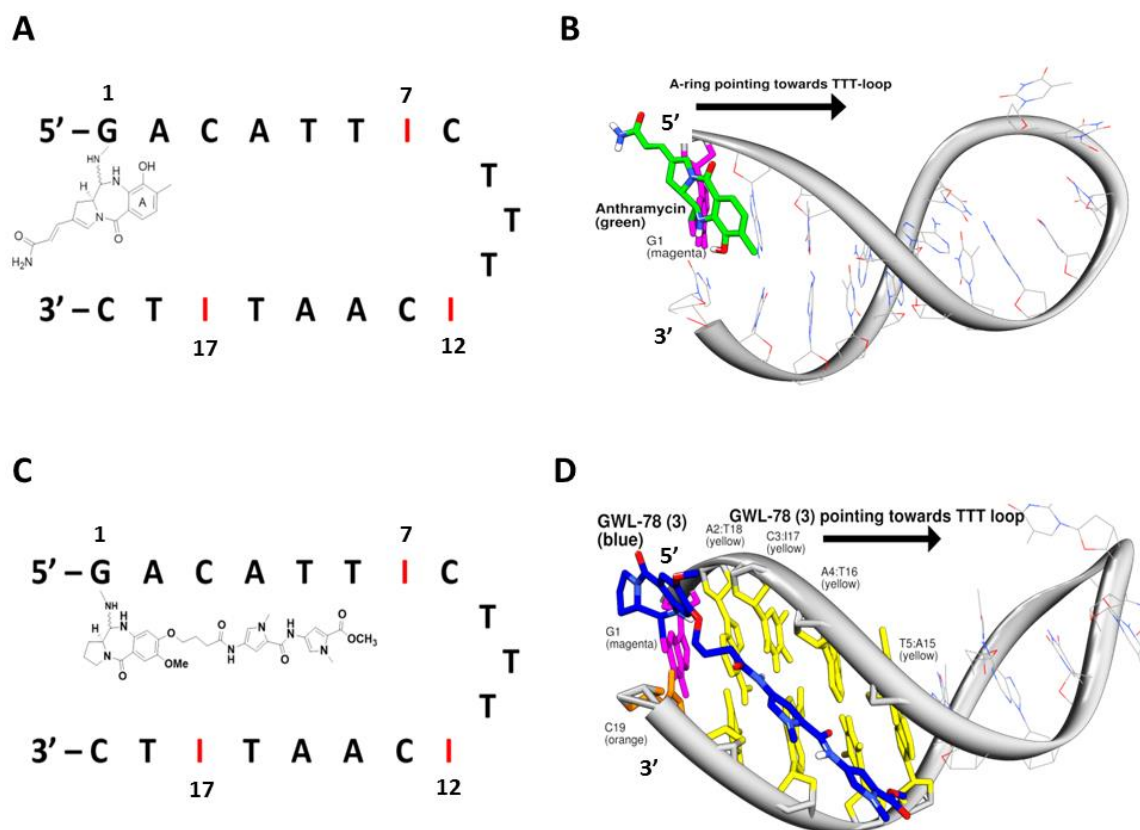 A
1
7
5’ – G A C A T T I C
HN
H
H
N
OH
A
N
O
O
H₂N
T
T
T
3’ – C T I T A A C I
17
12
B
A-ring pointing towards TTT-loop
5’
Anthramycin
(green)
G1
(magenta)
3’
C
1
7
5’ – G A C A T T I C
HN
H
H
N
O
N
O
OMe
O
N
H
N
O
H
N
N
O
OCH₃
T
T
T
3’ – C T I T A A C I
17
12
D
GWL-78 (3) pointing towards TTT loop
GWL-78 (3)
(blue)
5’
A2:T18
(yellow)
C3:I17
(yellow)
A4:T16
(yellow)
T5:A15
(yellow)
G1
(magenta)
C19
(orange)
3’